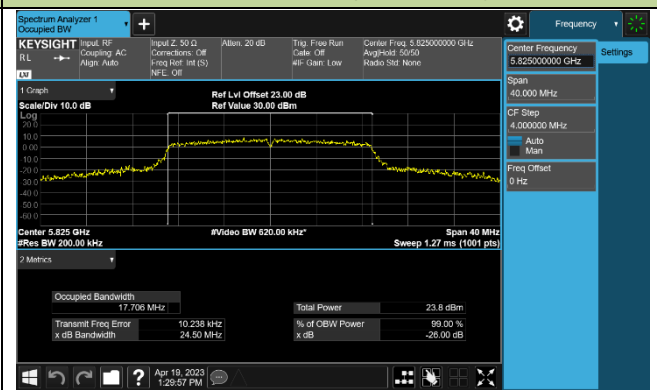 Spectrum Analyzer 1
Occupied BW
+
Frequency
KEYSIGHT
RL
LXI
Input: RF
Coupling: AC
Align: Auto
Input Z: 50 Ω
Corrections: Off
Freq Ref: Int (S)
NFE: Off
Atten: 20 dB
Trig: Free Run
Gate: Off
#IF Gain: Low
Center Freq: 5.825000000 GHz
Avg|Hold: 50/50
Radio Std: None
Center Frequency
5.825000000 GHz
Settings
Span
40.000 MHz
CF Step
4.000000 MHz
Auto
Man
Freq Offset
0 Hz
1 Graph
Scale/Div 10.0 dB
Ref Lvl Offset 23.00 dB
Ref Value 30.00 dBm
Log
20.0
10.0
0.00
-10.0
-20.0
-30.0
-40.0
-50.0
-60.0
Center 5.825 GHz
#Res BW 200.00 kHz
#Video BW 620.00 kHz*
Span 40 MHz
Sweep 1.27 ms (1001 pts)
2 Metrics
Occupied Bandwidth
17.706 MHz
Total Power 23.8 dBm
Transmit Freq Error 10.238 kHz
% of OBW Power 99.00 %
x dB Bandwidth 24.50 MHz
x dB -26.00 dB
?
Apr 19, 2023
1:29:57 PM